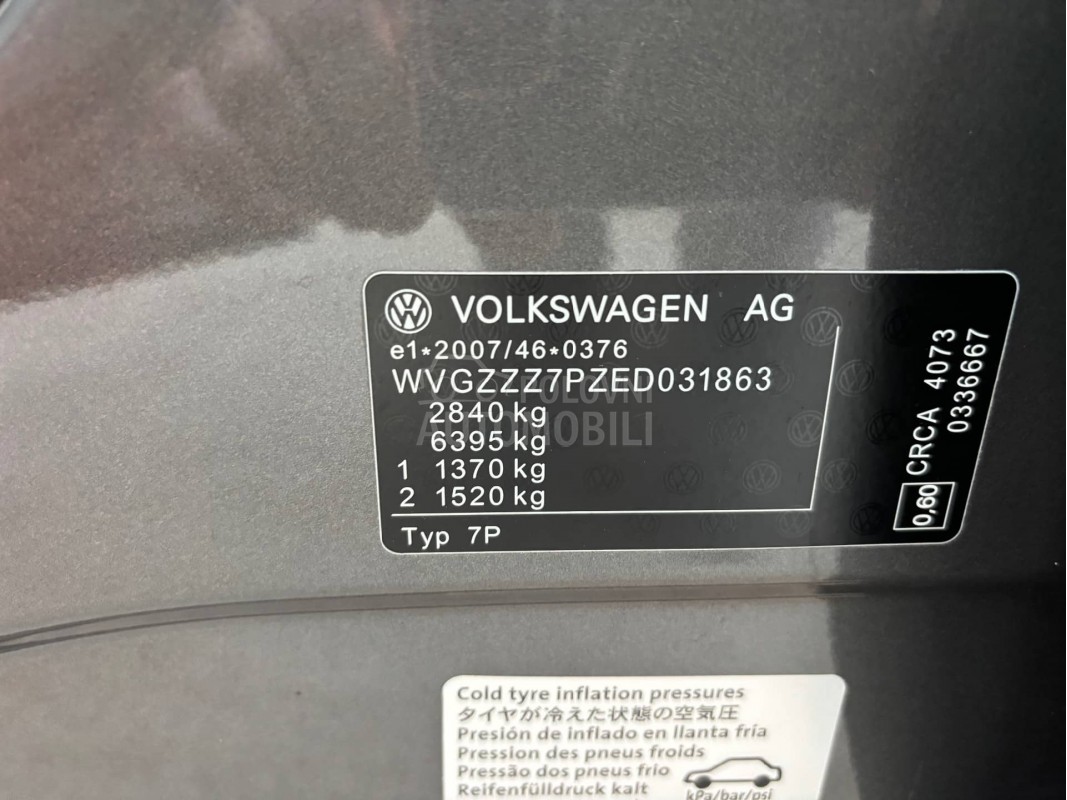 VOLKSWAGEN AG
e1*2007/46*0376
WVGZZZ7PZED031863
2840 kg
6395 kg
1 1370 kg
2 1520 kg
Typ 7P
0,60 CRCA 4073
0336667
POLOVNI
AUTOMOBILI
Cold tyre inflation pressures
タイヤが冷えた状態の空気圧
Presión de inflado en llanta fría
Pression des pneus froids
Pressão dos pneus frio
Reifenfülldruck kalt
kPa/bar/psi